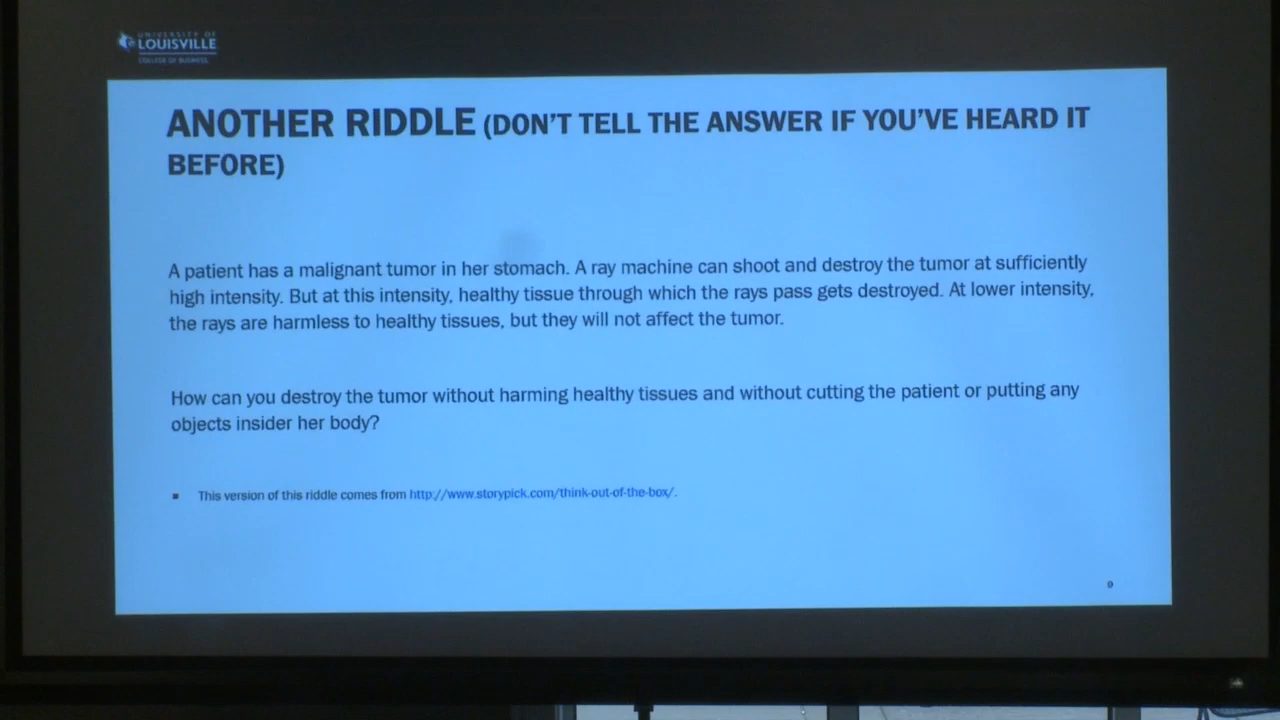 UNIVERSITY OF
LOUISVILLE
COLLEGE OF BUSINESS
ANOTHER RIDDLE (DON'T TELL THE ANSWER IF YOU'VE HEARD IT
BEFORE)
A patient has a malignant tumor in her stomach. A ray machine can shoot and destroy the tumor at sufficiently
high intensity. But at this intensity, healthy tissue through which the rays pass gets destroyed. At lower intensity,
the rays are harmless to healthy tissues, but they will not affect the tumor.
How can you destroy the tumor without harming healthy tissues and without cutting the patient or putting any
objects insider her body?
▪ This version of this riddle comes from http://www.storypick.com/think-out-of-the-box/.
9